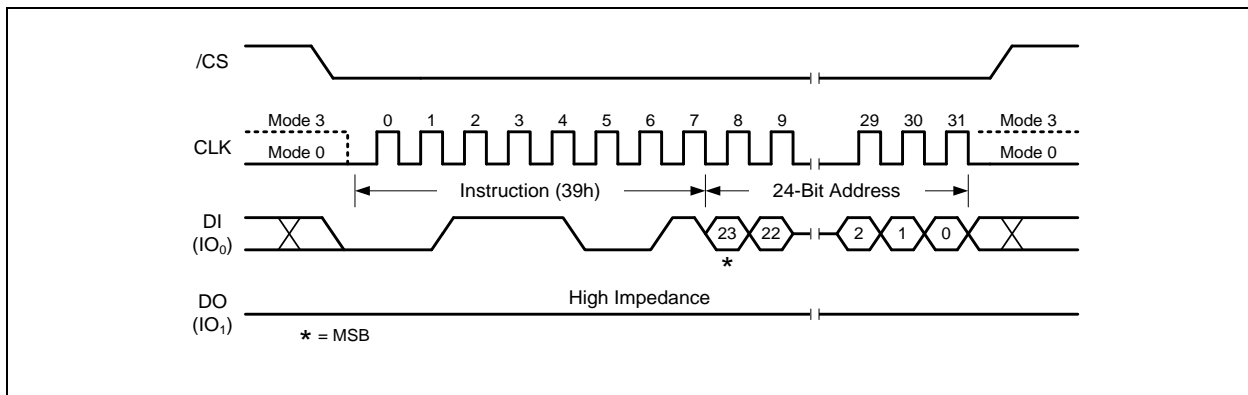 /CS
Mode 3 0 1 2 3 4 5 6 7 8 9 29 30 31 Mode 3
CLK
Mode 0 Mode 0
Instruction (39h) 24-Bit Address
DI
(IO0) 23 22 2 1 0
*
DO High Impedance
(IO1)
* = MSB